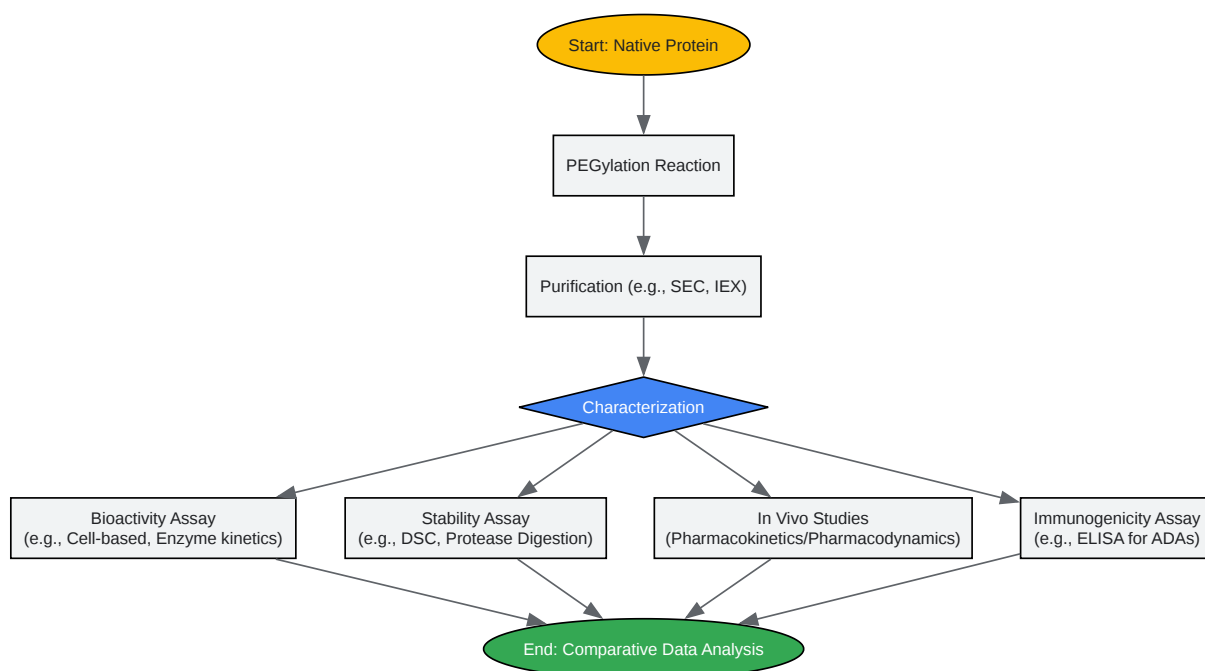 Start: Native Protein
PEGylation Reaction
Purification (e.g., SEC, IEX)
Characterization
Bioactivity Assay
(e.g., Cell-based, Enzyme kinetics)
Stability Assay
(e.g., DSC, Protease Digestion)
In Vivo Studies
(Pharmacokinetics/Pharmacodynamics)
Immunogenicity Assay
(e.g., ELISA for ADAs)
End: Comparative Data Analysis